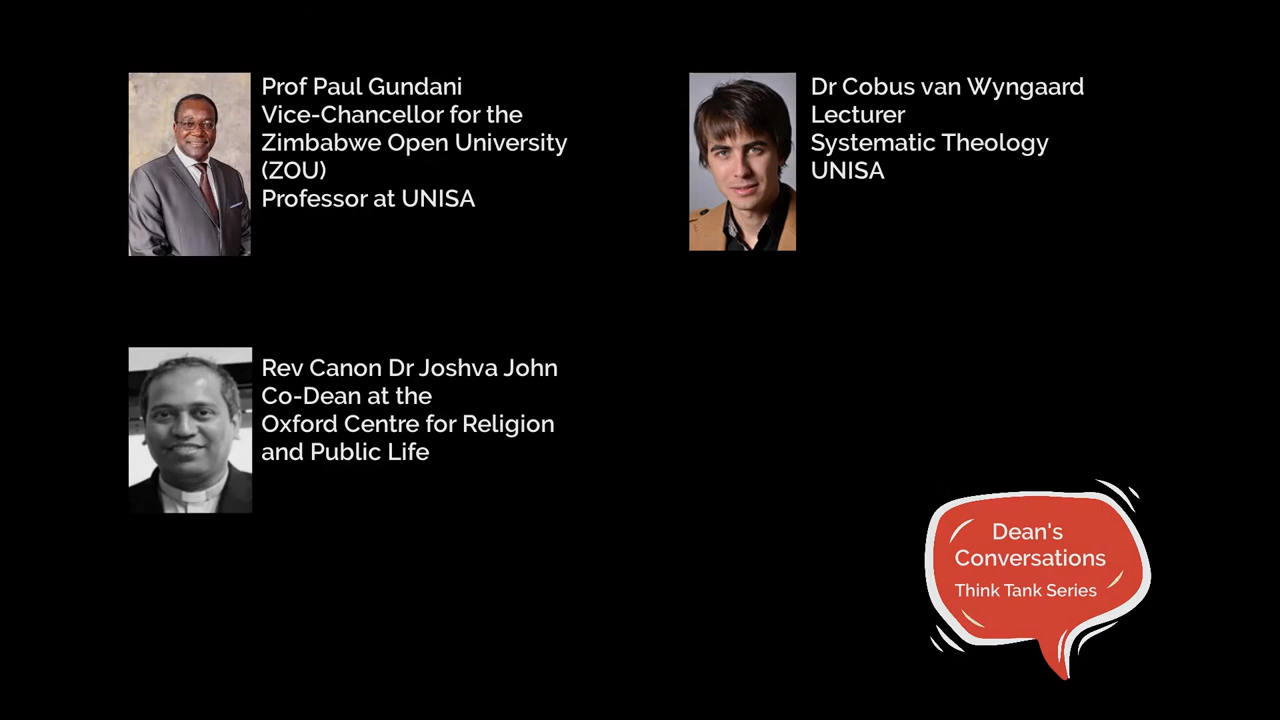 Prof Paul Gundani
Vice-Chancellor for the
Zimbabwe Open University
(ZOU)
Professor at UNISA
Dr Cobus van Wyngaard
Lecturer
Systematic Theology
UNISA
Rev Canon Dr Joshva John
Co-Dean at the
Oxford Centre for Religion
and Public Life
Dean's
Conversations
Think Tank Series